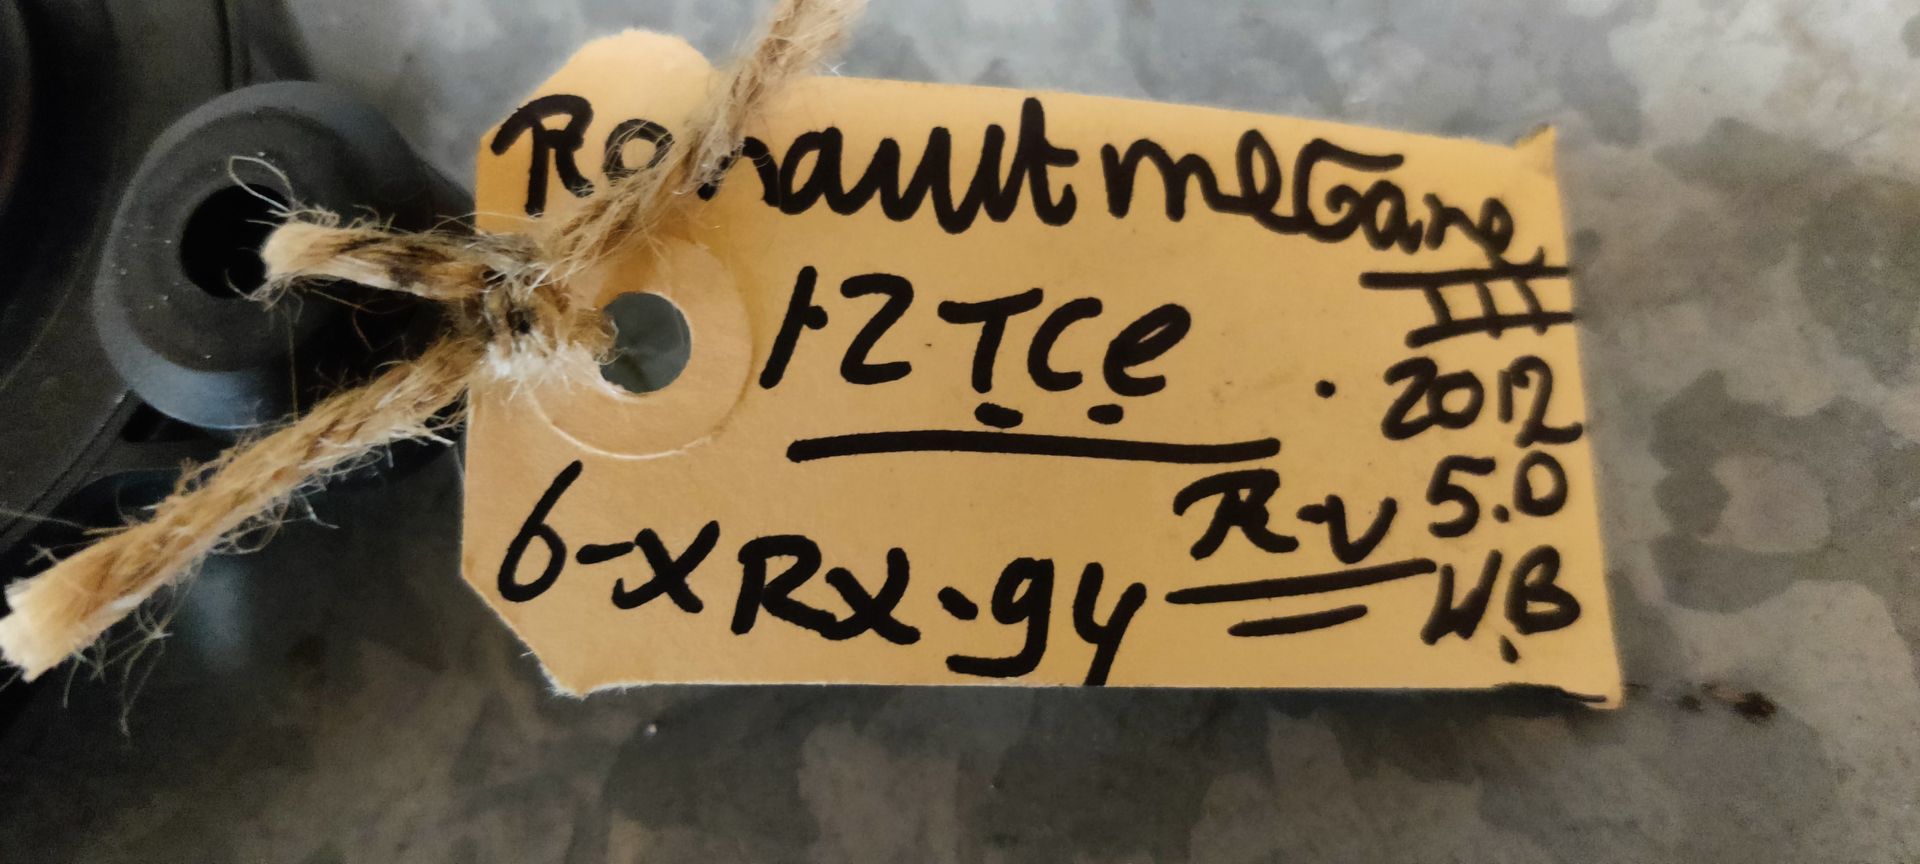 Renault meGane
III
1.2 TCe
2012
5.0
R-V
H.B
6-XRX-94